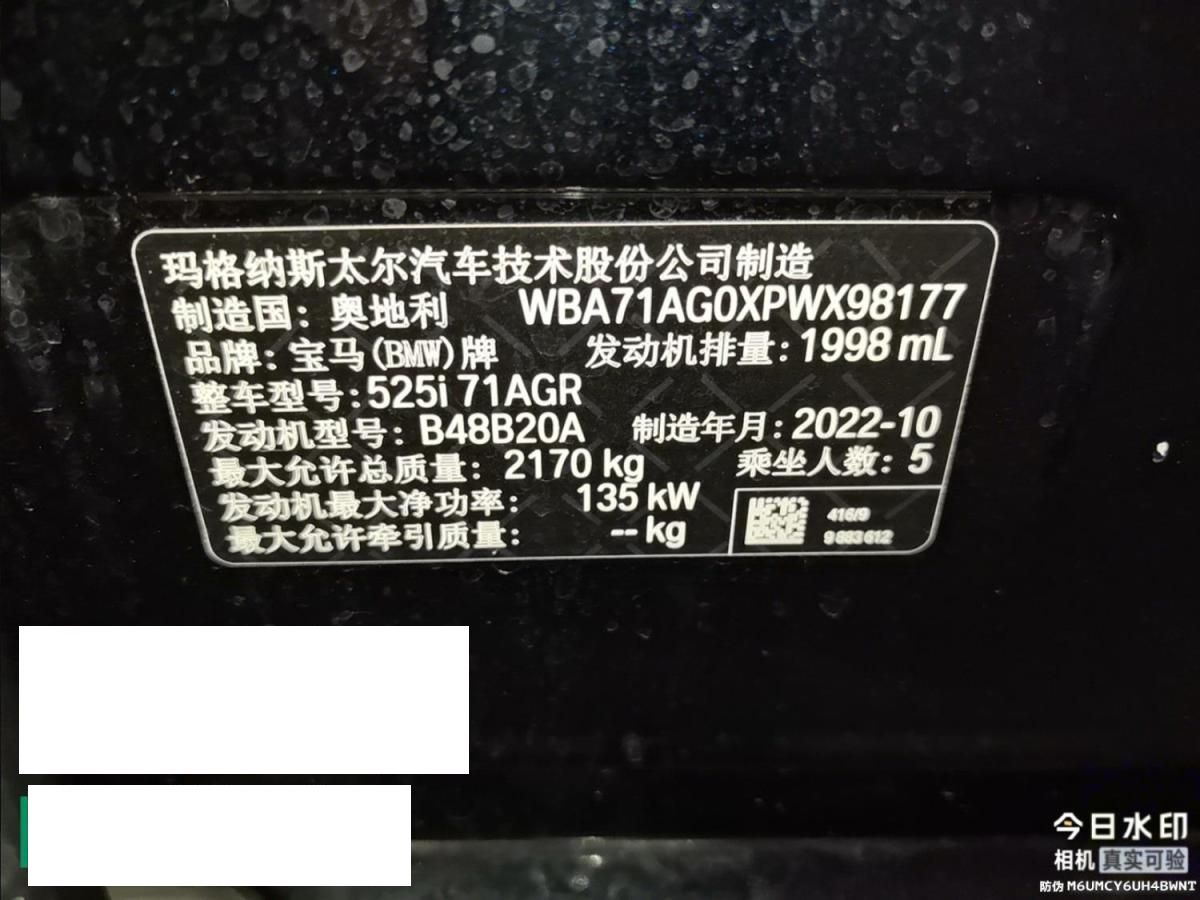 玛格纳斯太尔汽车技术股份公司制造
制造国：奥地利 WBA71AG0XPWX98177
品牌：宝马(BMW)牌 发动机排量：1998 mL
整车型号：525i 71AGR
发动机型号：B48B20A 制造年月：2022-10
最大允许总质量：2170 kg 乘坐人数：5
发动机最大净功率：135 kW
最大允许牵引质量：-- kg
416/9
9 883 612
今日水印
相机 真实可验
防伪 M6UMCY6UH4BWNT